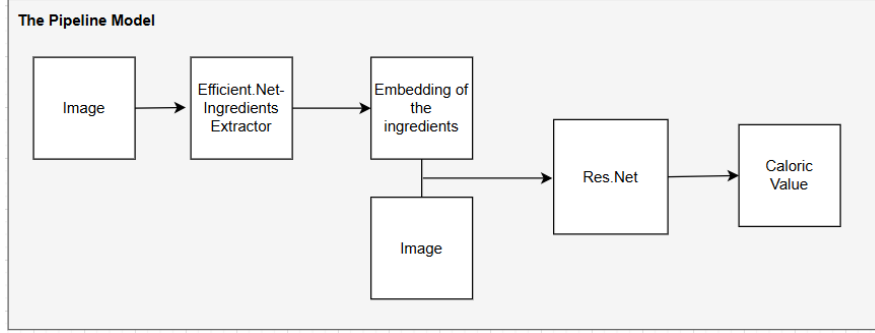 The Pipeline Model
Image
Efficient.Net-
Ingredients
Extractor
Embedding of
the
ingredients
Image
Res.Net
Caloric
Value